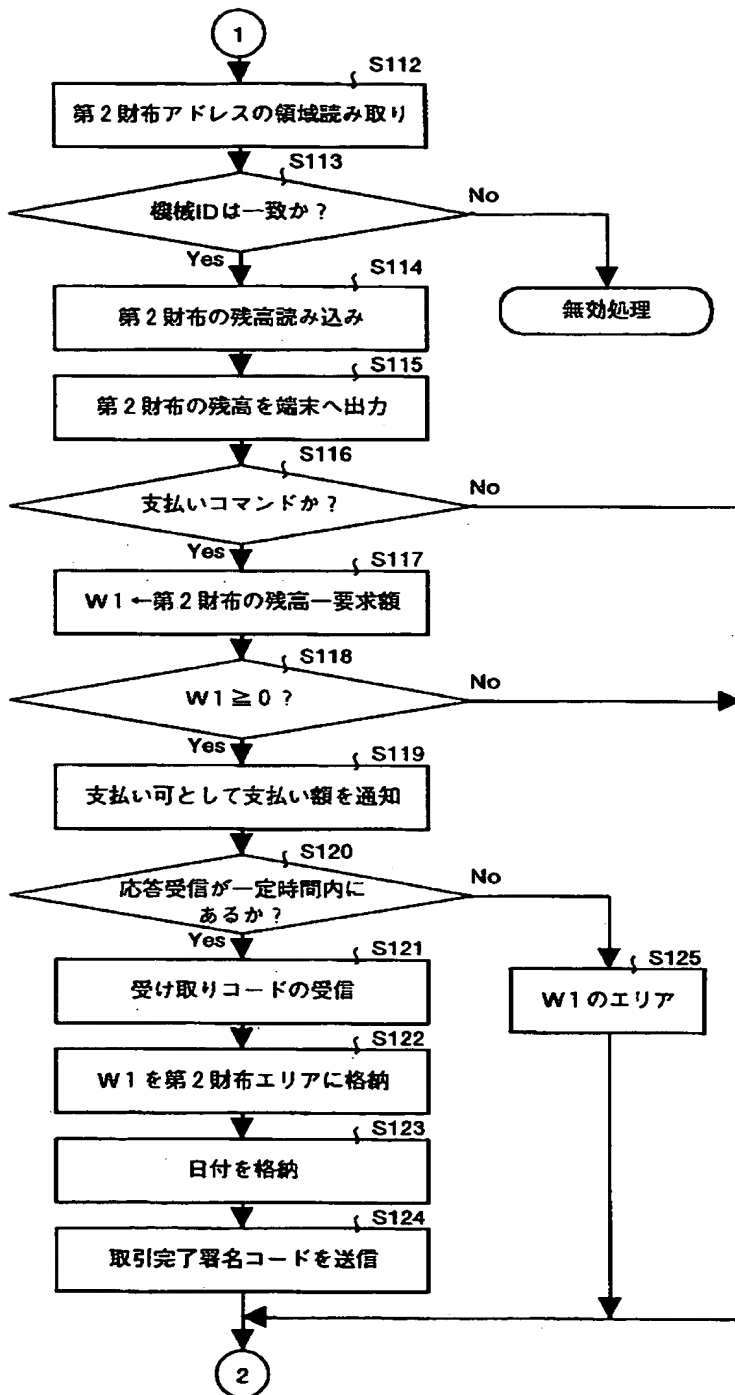 1
S112
第2財布アドレスの領域読み取り
S113
機械IDは一致か?
No
Yes
無効処理
S114
第2財布の残高読み込み
S115
第2財布の残高を端末へ出力
S116
支払いコマンドか?
No
Yes
S117
W1←第2財布の残高ー要求額
S118
W1≧0?
No
Yes
S119
支払い可として支払い額を通知
S120
応答受信が一定時間内に
あるか?
No
Yes
S121
受け取りコードの受信
S125
W1のエリア
S122
W1を第2財布エリアに格納
S123
日付を格納
S124
取引完了署名コードを送信
2